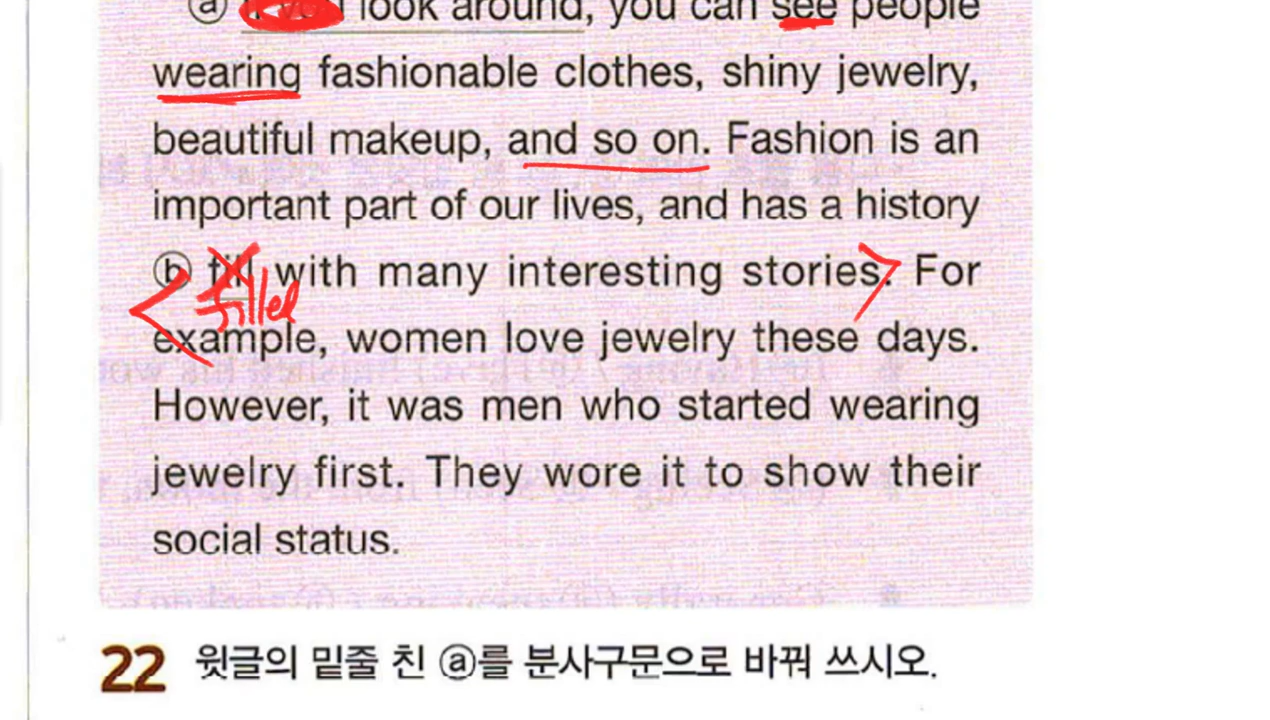 ⓐ If you look around, you can see people
wearing fashionable clothes, shiny jewelry,
beautiful makeup, and so on. Fashion is an
important part of our lives, and has a history
ⓑ fill with many interesting stories. For
filled
example, women love jewelry these days.
However, it was men who started wearing
jewelry first. They wore it to show their
social status.
22 윗글의 밑줄 친 ⓐ를 분사구문으로 바꿔 쓰시오.